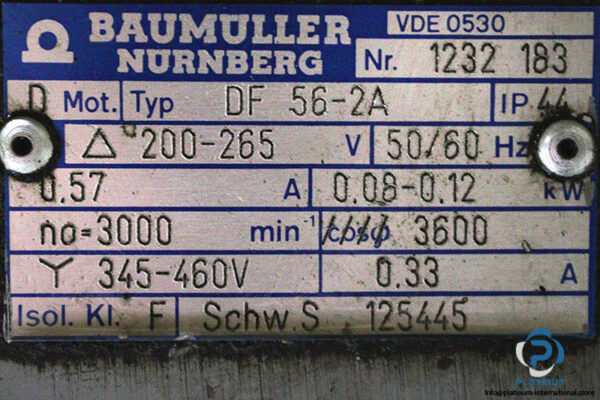 BAUMÜLLER
NÜRNBERG
VDE 0530
Nr. 1232 183
D Mot. Typ DF 56-2A IP 44
△ 200-265 V 50/60 Hz
0.57 A 0.08-0.12 kW
no=3000 min⁻¹ cosφ 3600
Y 345-460V 0.33 A
Isol. Kl. F Schw. S 125445
PLATINUM
info@platinum-international.store